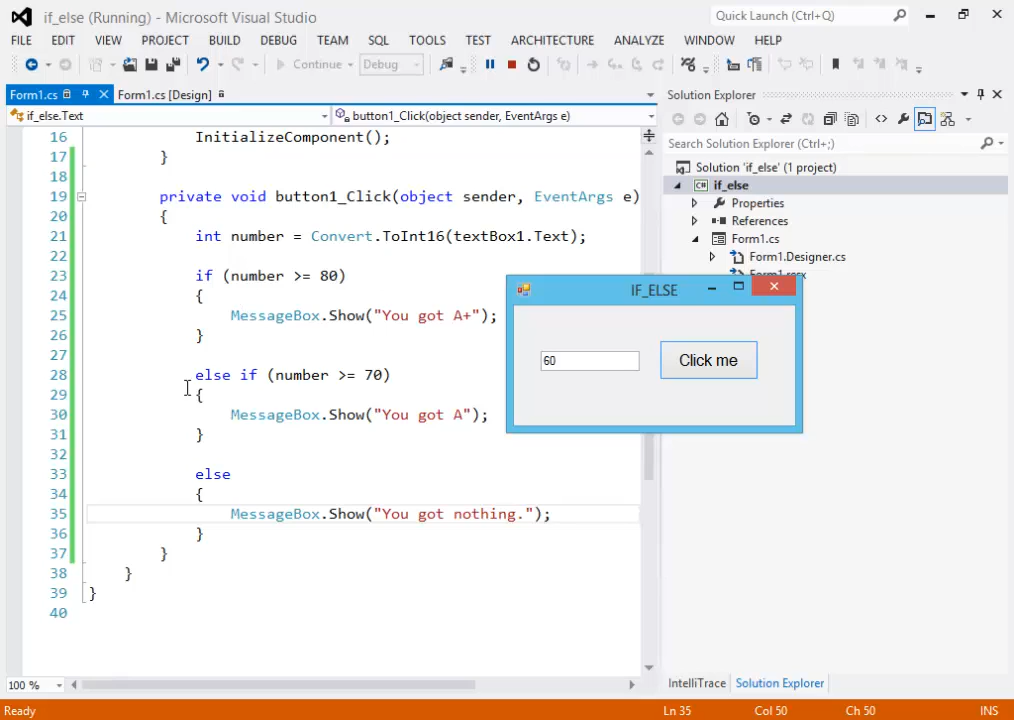 if_else (Running) - Microsoft Visual Studio
Quick Launch (Ctrl+Q)
FILE EDIT VIEW PROJECT BUILD DEBUG TEAM SQL TOOLS TEST ARCHITECTURE ANALYZE WINDOW HELP
Continue Debug
Form1.cs Form1.cs [Design]
if_else.Text button1_Click(object sender, EventArgs e)
16 InitializeComponent();
17 }
18
19 private void button1_Click(object sender, EventArgs e)
20 {
21 int number = Convert.ToInt16(textBox1.Text);
22
23 if (number >= 80)
24 {
25 MessageBox.Show("You got A+");
26 }
27
28 else if (number >= 70)
29 {
30 MessageBox.Show("You got A");
31 }
32
33 else
34 {
35 MessageBox.Show("You got nothing.");
36 }
37 }
38 }
39 }
40
100 %
Solution Explorer
Search Solution Explorer (Ctrl+;)
Solution 'if_else' (1 project)
C# if_else
Properties
References
Form1.cs
Form1.Designer.cs
Form1.resx
IF_ELSE
60 Click me
IntelliTrace Solution Explorer
Ready Ln 35 Col 50 Ch 50 INS